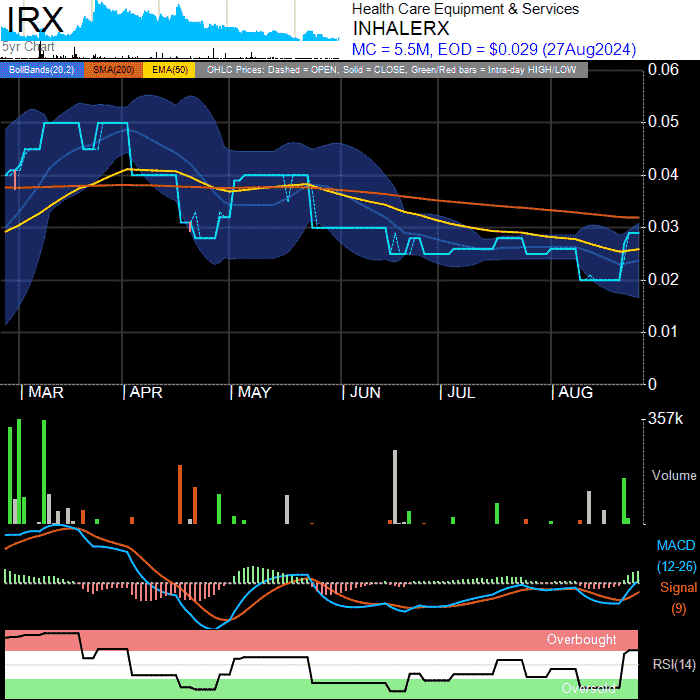 IRX
5yr Chart
Health Care Equipment & Services
INHALERX
MC = 5.5M, EOD = $0.029 (27Aug2024)
BollBands(20,2) SMA(200) EMA(50) OHLC Prices: Dashed = OPEN, Solid = CLOSE, Green/Red bars = Intra-day HIGH/LOW
0.06
0.05
0.04
0.03
0.02
0.01
0
| MAR | APR | MAY | JUN | JUL | AUG
357k
Volume
MACD
(12-26)
Signal
(9)
Overbought
RSI(14)
Oversold